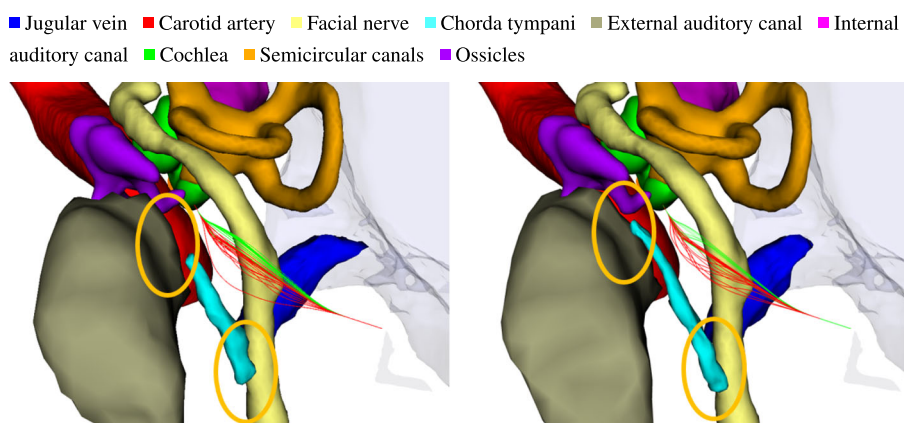 Jugular vein Carotid artery Facial nerve Chorda tympani External auditory canal Internal
auditory canal Cochlea Semicircular canals Ossicles